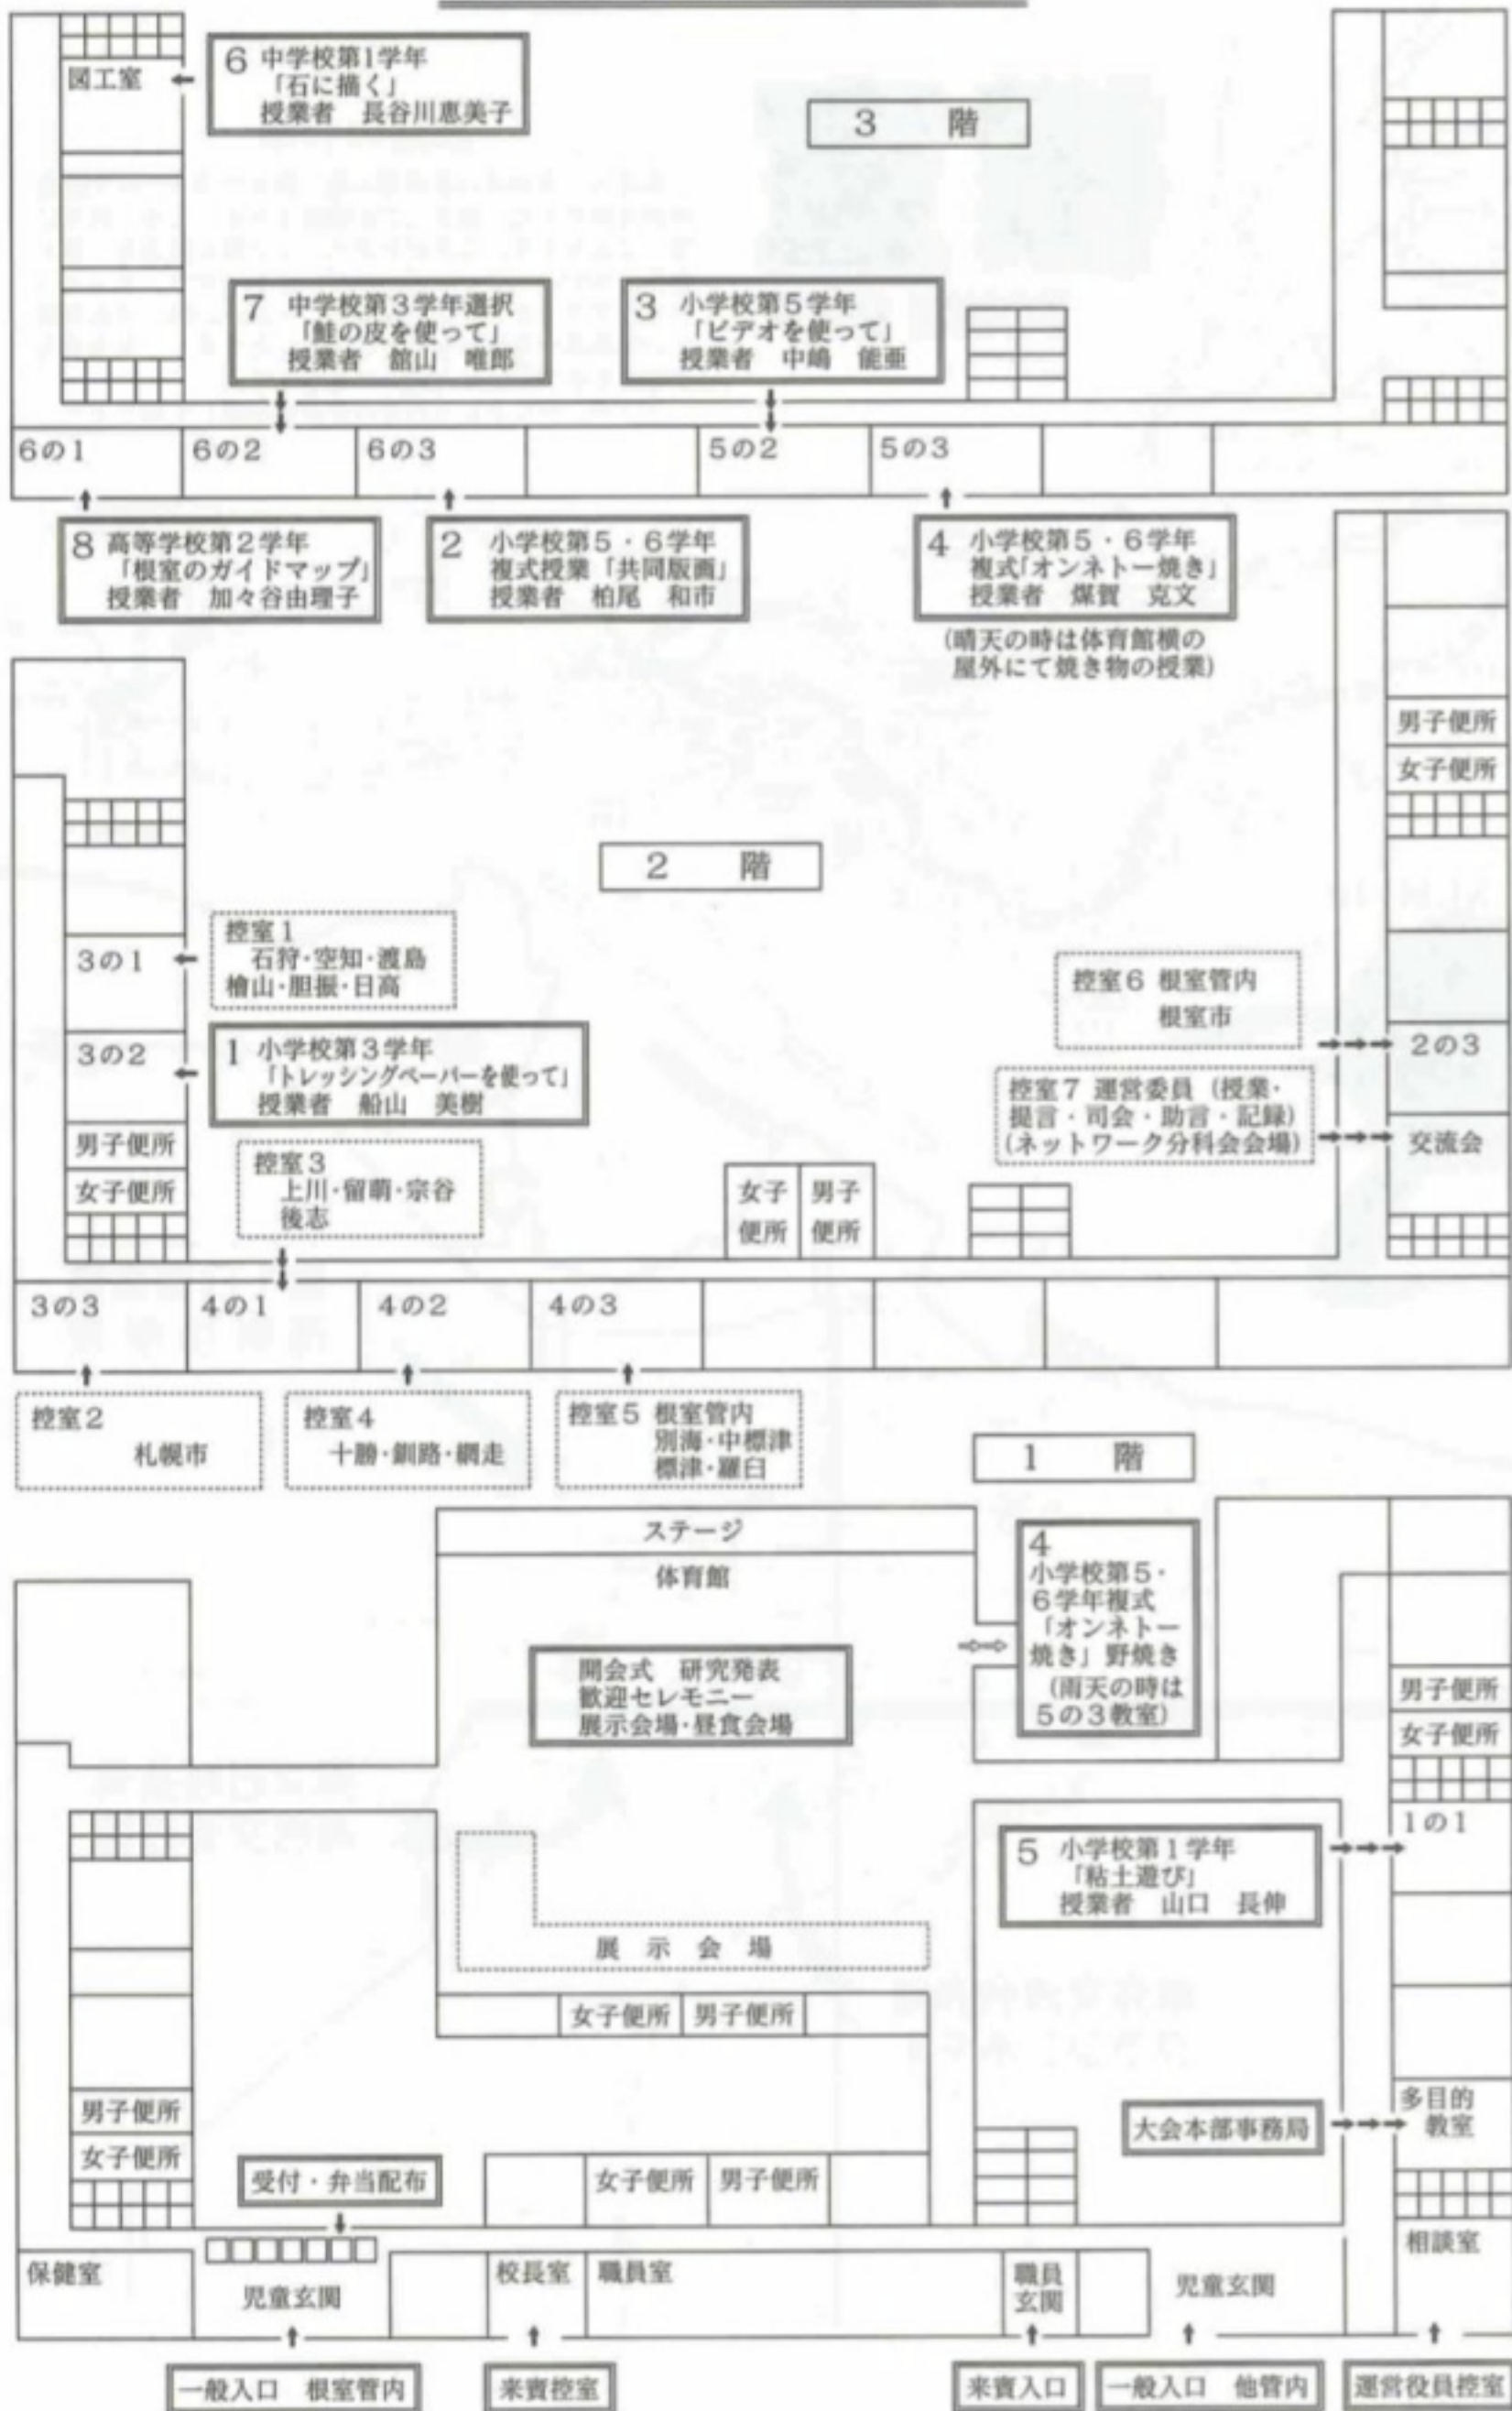 6 中学校第1学年
「石に描く」
授業者 長谷川恵美子
図工室
3 階
7 中学校第3学年選択
「鮭の皮を使って」
授業者 舘山 唯郎
3 小学校第5学年
「ビデオを使って」
授業者 中嶋 能亜
6の1
6の2
6の3
5の2
5の3
8 高等学校第2学年
「根室のガイドマップ」
授業者 加々谷由理子
2 小学校第5・6学年
複式授業「共同版画」
授業者 柏尾 和市
4 小学校第5・6学年
複式「オンネトー焼き」
授業者 煤賀 克文
(晴天の時は体育館横の
屋外にて焼き物の授業)
男子便所
女子便所
2 階
控室1
石狩・空知・渡島
檜山・胆振・日高
3の1
控室6 根室管内
根室市
2の3
3の2
1 小学校第3学年
「トレッシングペーパーを使って」
授業者 船山 美樹
控室7 運営委員(授業・
提言・司会・助言・記録)
(ネットワーク分科会会場)
交流会
男子便所
女子便所
控室3
上川・留萌・宗谷
後志
女子
便所
男子
便所
3の3
4の1
4の2
4の3
控室2
札幌市
控室4
十勝・釧路・網走
控室5 根室管内
別海・中標津
標津・羅臼
1 階
ステージ
体育館
4
小学校第5・
6学年複式
「オンネトー
焼き」野焼き
(雨天の時は
5の3教室)
開会式 研究発表
歓迎セレモニー
展示会場・昼食会場
男子便所
女子便所
1の1
5 小学校第1学年
「粘土遊び」
授業者 山口 長伸
展示会場
女子便所
男子便所
男子便所
女子便所
大会本部事務局
多目的
教室
受付・弁当配布
女子便所
男子便所
保健室
児童玄関
校長室
職員室
職員
玄関
児童玄関
相談室
一般入口 根室管内
来賓控室
来賓入口
一般入口 他管内
運営役員控室